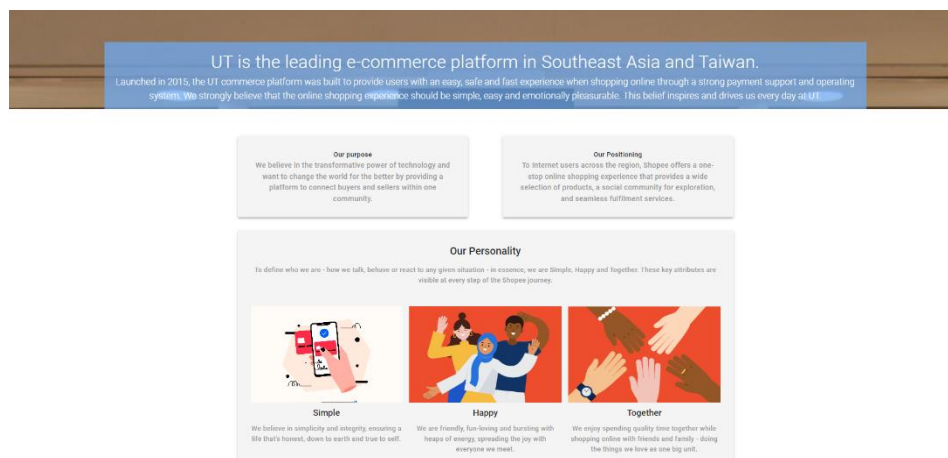 UT is the leading e-commerce platform in Southeast Asia and Taiwan.
Launched in 2015, the UT commerce platform was built to provide users with an easy, safe and fast experience when shopping online through a strong payment support and operating
system. We strongly believe that the online shopping experience should be simple, easy and emotionally pleasurable. This belief inspires and drives us every day at UT.
Our purpose
We believe in the transformative power of technology and
want to change the world for the better by providing a
platform to connect buyers and sellers within one
community.
Our Positioning
To Internet users across the region, Shopee offers a one-
stop online shopping experience that provides a wide
selection of products, a social community for exploration,
and seamless fulfillment services.
Our Personality
To define who we are - how we talk, behave or react to any given situation - in essence, we are Simple, Happy and Together. These key attributes are
visible at every step of the Shopee journey.
Simple
We believe in simplicity and integrity, ensuring a
life that's honest, down to earth and true to self.
Happy
We are friendly, fun-loving and bursting with
heaps of energy, spreading the joy with
everyone we meet.
Together
We enjoy spending quality time together while
shopping online with friends and family - doing
the things we love as one big unit.